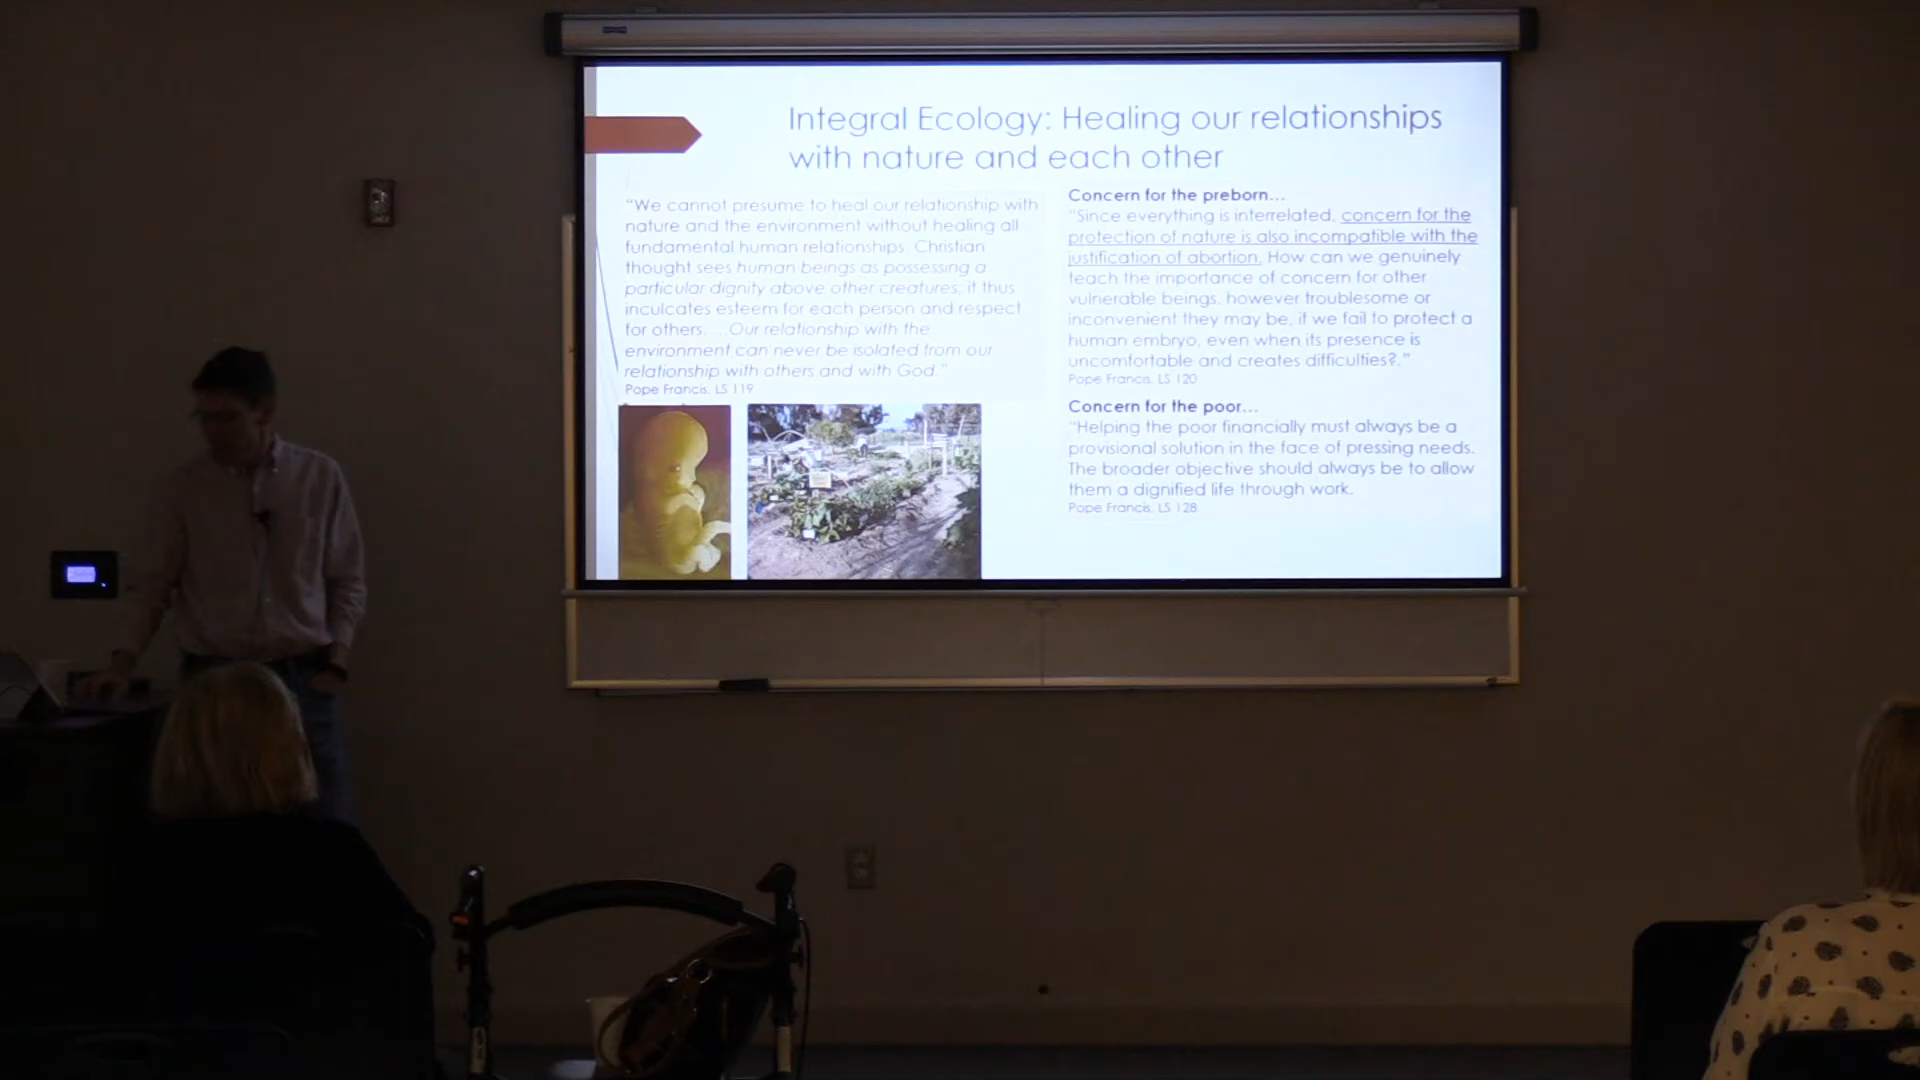 Integral Ecology: Healing our relationships
with nature and each other
"We cannot presume to heal our relationship with
nature and the environment without healing all
fundamental human relationships. Christian
thought sees human beings as possessing a
particular dignity above other creatures; it thus
inculcates esteem for each person and respect
for others. ...Our relationship with the
environment can never be isolated from our
relationship with others and with God."
Pope Francis, LS 119
Concern for the preborn...
"Since everything is interrelated, concern for the
protection of nature is also incompatible with the
justification of abortion. How can we genuinely
teach the importance of concern for other
vulnerable beings, however troublesome or
inconvenient they may be, if we fail to protect a
human embryo, even when its presence is
uncomfortable and creates difficulties?."
Pope Francis, LS 120
Concern for the poor...
"Helping the poor financially must always be a
provisional solution in the face of pressing needs.
The broader objective should always be to allow
them a dignified life through work.
Pope Francis, LS 128